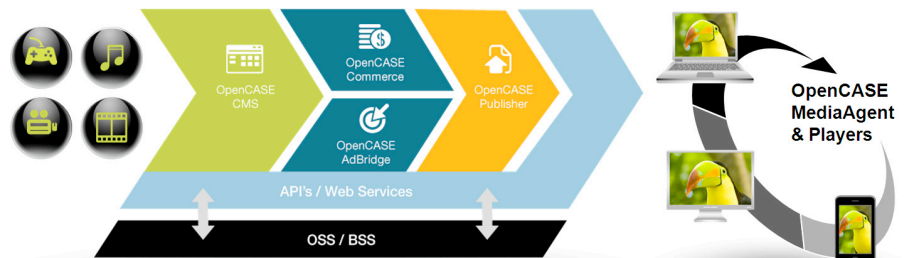 OpenCASE
CMS
OpenCASE
Commerce
OpenCASE
AdBridge
OpenCASE
Publisher
API's / Web Services
OSS / BSS
OpenCASE
MediaAgent
& Players